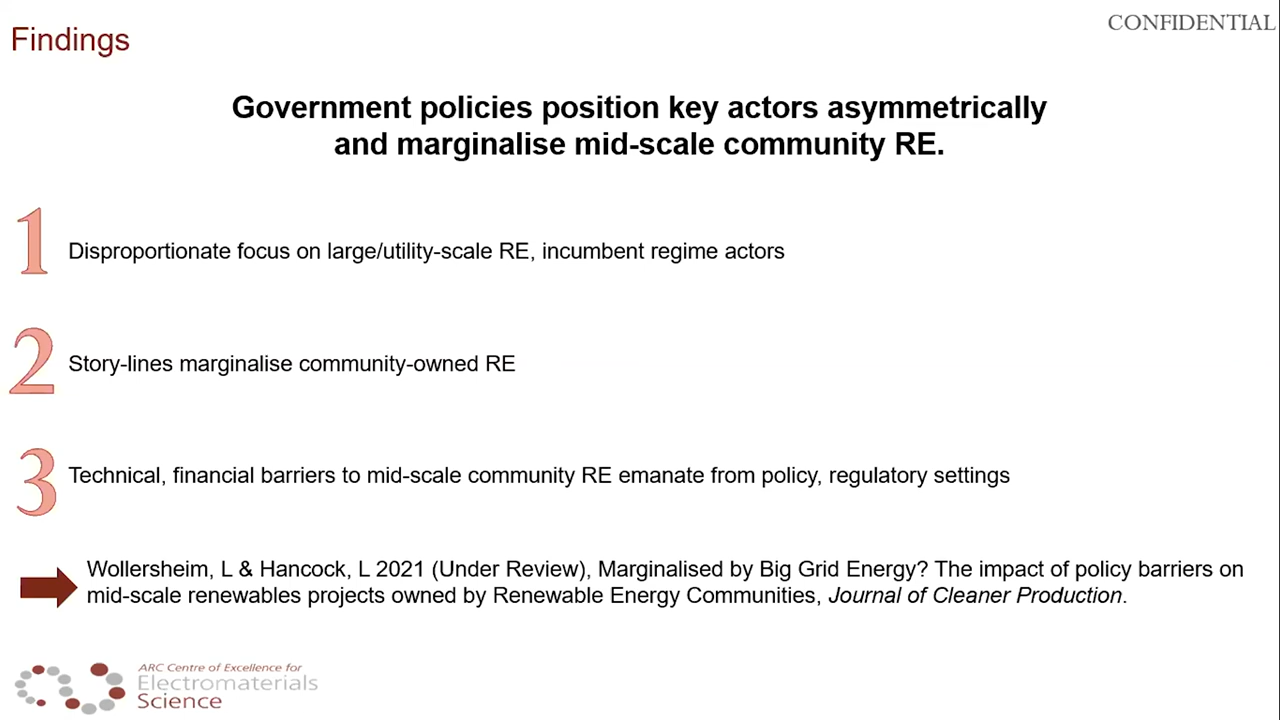 CONFIDENTIAL
Findings
Government policies position key actors asymmetrically
and marginalise mid-scale community RE.
1
Disproportionate focus on large/utility-scale RE, incumbent regime actors
2
Story-lines marginalise community-owned RE
3
Technical, financial barriers to mid-scale community RE emanate from policy, regulatory settings
Wollersheim, L & Hancock, L 2021 (Under Review), Marginalised by Big Grid Energy? The impact of policy barriers on
mid-scale renewables projects owned by Renewable Energy Communities, Journal of Cleaner Production.
ARC Centre of Excellence for
Electromaterials
Science